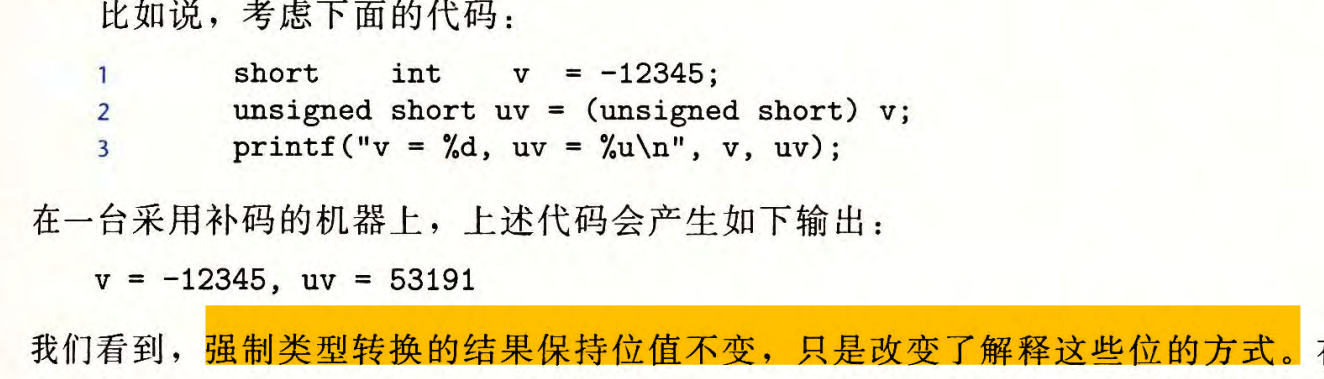 比如说，考虑下面的代码：
1 short int v = -12345;
2 unsigned short uv = (unsigned short) v;
3 printf("v = %d, uv = %u\n", v, uv);
在一台采用补码的机器上，上述代码会产生如下输出：
v = -12345, uv = 53191
我们看到，强制类型转换的结果保持位值不变，只是改变了解释这些位的方式。